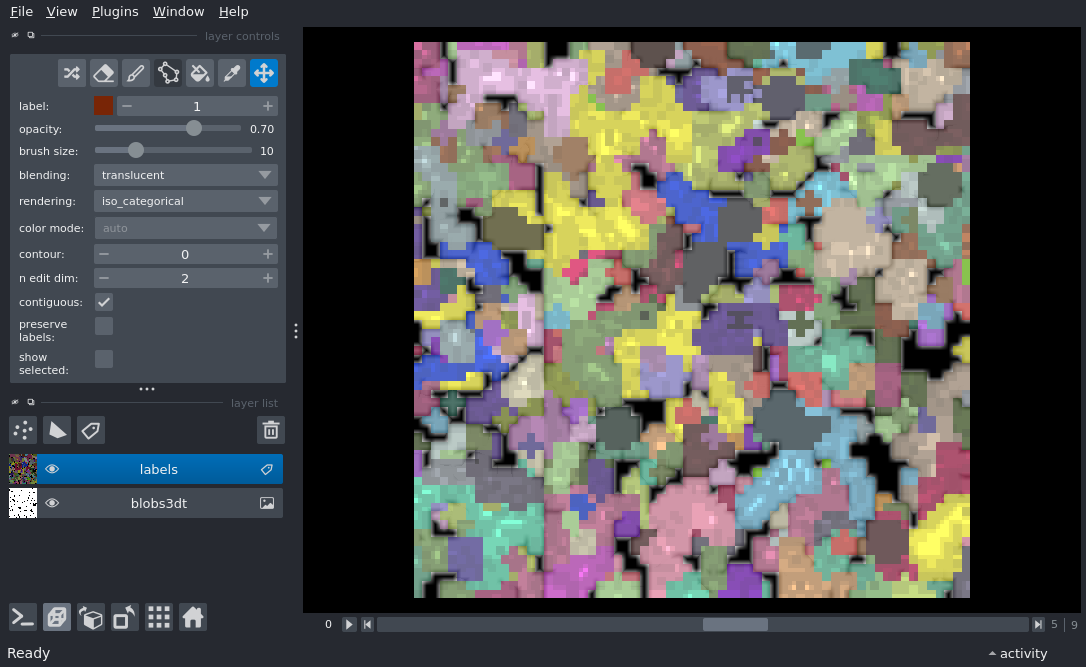 File View Plugins Window Help
layer controls
label: 1
opacity: 0.70
brush size: 10
blending: translucent
rendering: iso_categorical
color mode: auto
contour: 0
n edit dim: 2
contiguous:
preserve
labels:
show
selected:
layer list
labels
blobs3dt
0 5 | 9
Ready activity